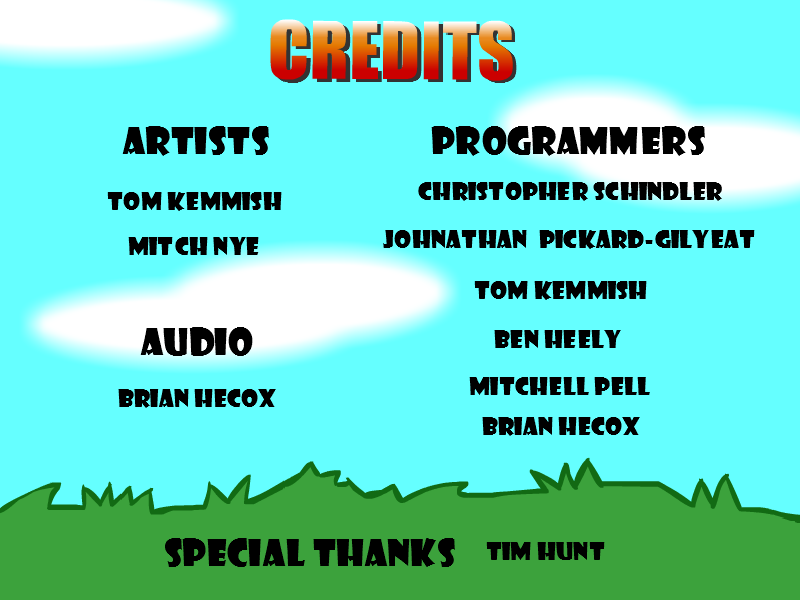 CREDITS
ARTISTS
TOM KEMMISH
MITCH NYE
AUDIO
BRIAN HECOX
PROGRAMMERS
CHRISTOPHER SCHINDLER
JOHNATHAN PICKARD-GILYEAT
TOM KEMMISH
BEN HEELY
MITCHELL PELL
BRIAN HECOX
SPECIAL THANKS TIM HUNT